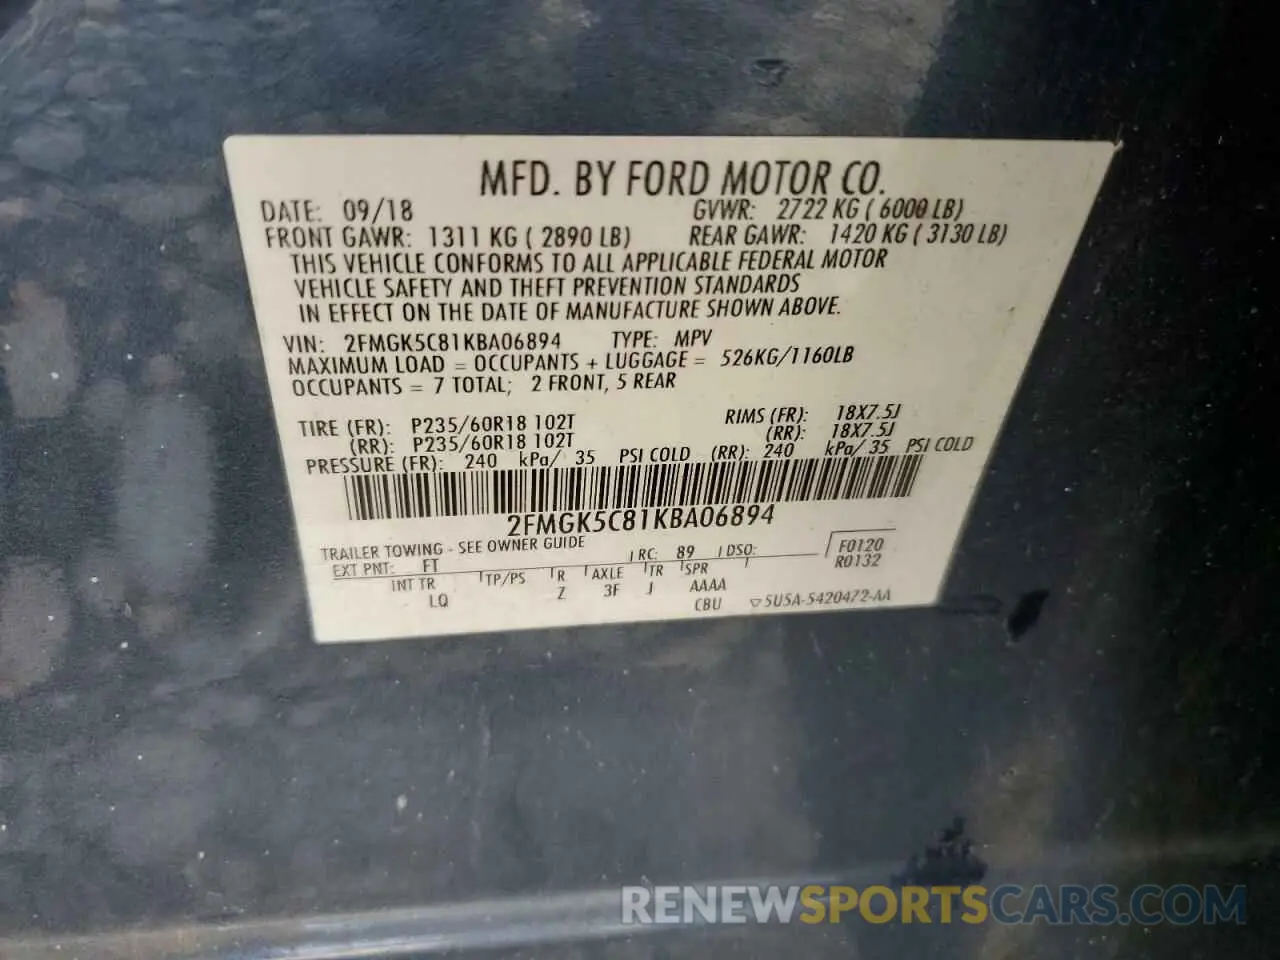 MFD. BY FORD MOTOR CO.
DATE: 09/18 GVWR: 2722 KG ( 6000 LB)
FRONT GAWR: 1311 KG ( 2890 LB) REAR GAWR: 1420 KG ( 3130 LB)
THIS VEHICLE CONFORMS TO ALL APPLICABLE FEDERAL MOTOR
VEHICLE SAFETY AND THEFT PREVENTION STANDARDS
IN EFFECT ON THE DATE OF MANUFACTURE SHOWN ABOVE.
VIN: 2FMGK5C81KBA06894 TYPE: MPV
MAXIMUM LOAD = OCCUPANTS + LUGGAGE = 526KG/1160LB
OCCUPANTS = 7 TOTAL; 2 FRONT, 5 REAR
TIRE (FR): P235/60R18 102T RIMS (FR): 18X7.5J
(RR): P235/60R18 102T (RR): 18X7.5J
PRESSURE (FR): 240 kPa/ 35 PSI COLD (RR): 240 kPa/ 35 PSI COLD
2FMGK5C81KBA06894
TRAILER TOWING - SEE OWNER GUIDE
EXT PNT: FT RC: 89 DSO: F0120
R0132
INT TR TP/PS R AXLE TR SPR
LQ Z 3F J AAAA
CBU ▽5U5A-5420472-AA
RENEWSPORTSCARS.COM